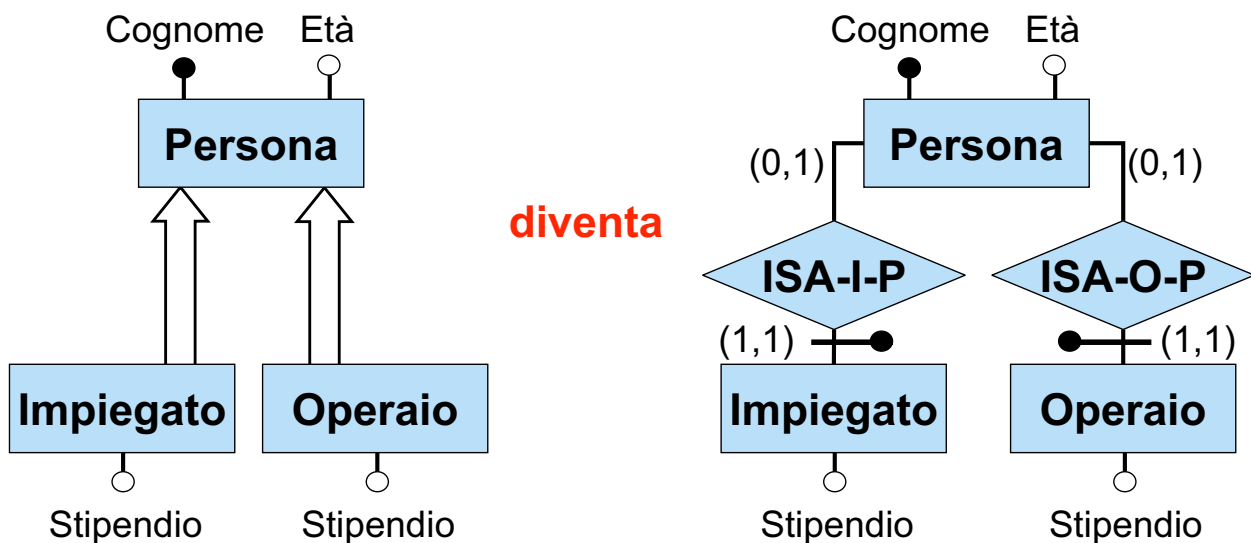 Cognome Età
Persona
Impiegato Operaio
Stipendio Stipendio
diventa
Cognome Età
(0,1) Persona (0,1)
ISA-I-P ISA-O-P
(1,1) (1,1)
Impiegato Operaio
Stipendio Stipendio